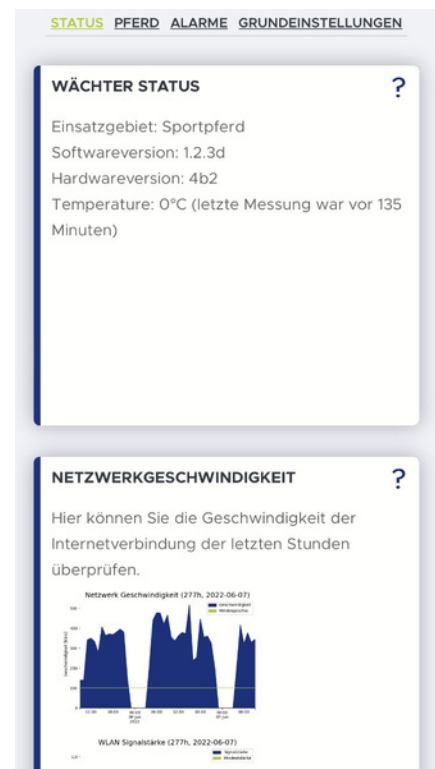 STATUS PFERD ALARME GRUNDEINSTELLUNGEN
WÄCHTER STATUS ?
Einsatzgebiet: Sportpferd
Softwareversion: 1.2.3d
Hardwareversion: 4b2
Temperature: 0°C (letzte Messung war vor 135
Minuten)
NETZWERKGESCHWINDIGKEIT ?
Hier können Sie die Geschwindigkeit der
Internetverbindung der letzten Stunden
überprüfen.
Netzwerk Geschwindigkeit (277h, 2022-06-07)
WLAN Signalstärke (277h, 2022-06-07)